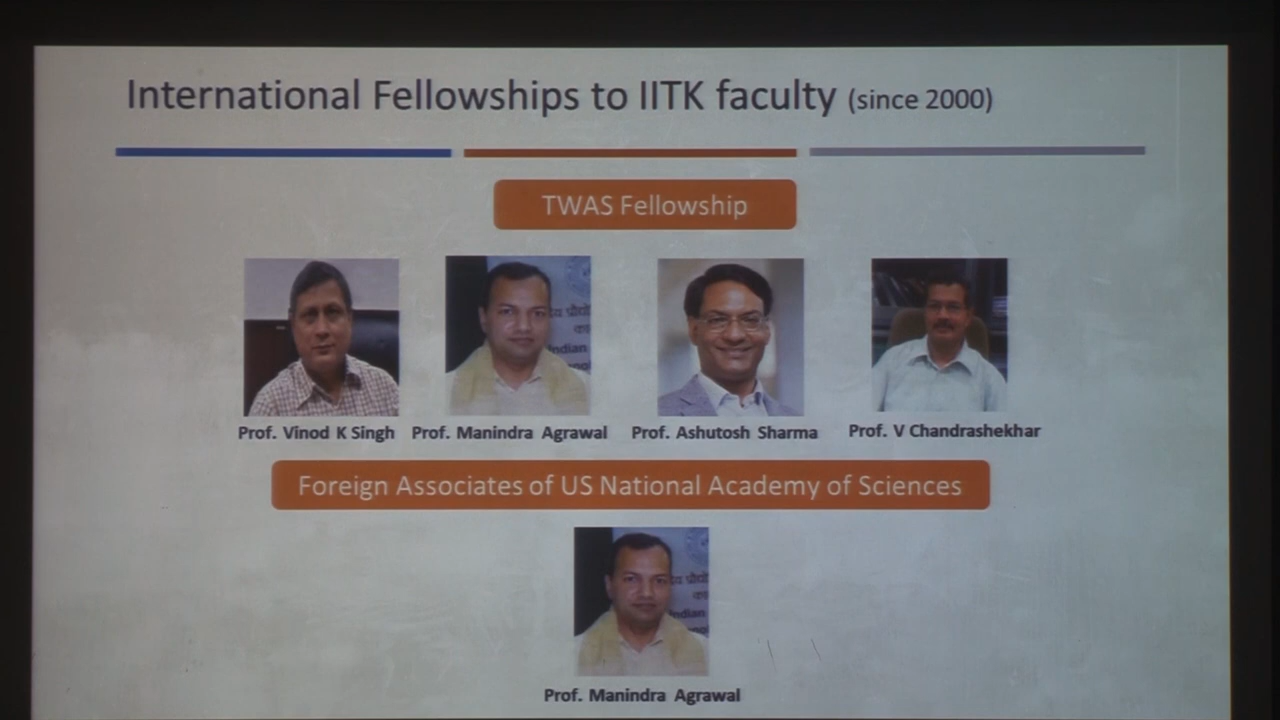 International Fellowships to IITK faculty (since 2000)
TWAS Fellowship
Prof. Vinod K Singh
Prof. Manindra Agrawal
Prof. Ashutosh Sharma
Prof. V Chandrashekhar
Foreign Associates of US National Academy of Sciences
Prof. Manindra Agrawal